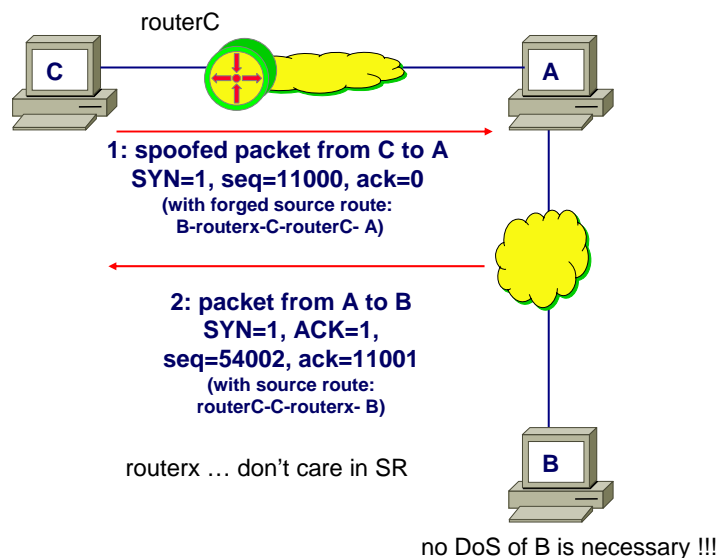 routerC
C
A
1: spoofed packet from C to A
SYN=1, seq=11000, ack=0
(with forged source route:
B-routerx-C-routerC- A)
2: packet from A to B
SYN=1, ACK=1,
seq=54002, ack=11001
(with source route:
routerC-C-routerx- B)
routerx ... don't care in SR
B
no DoS of B is necessary !!!